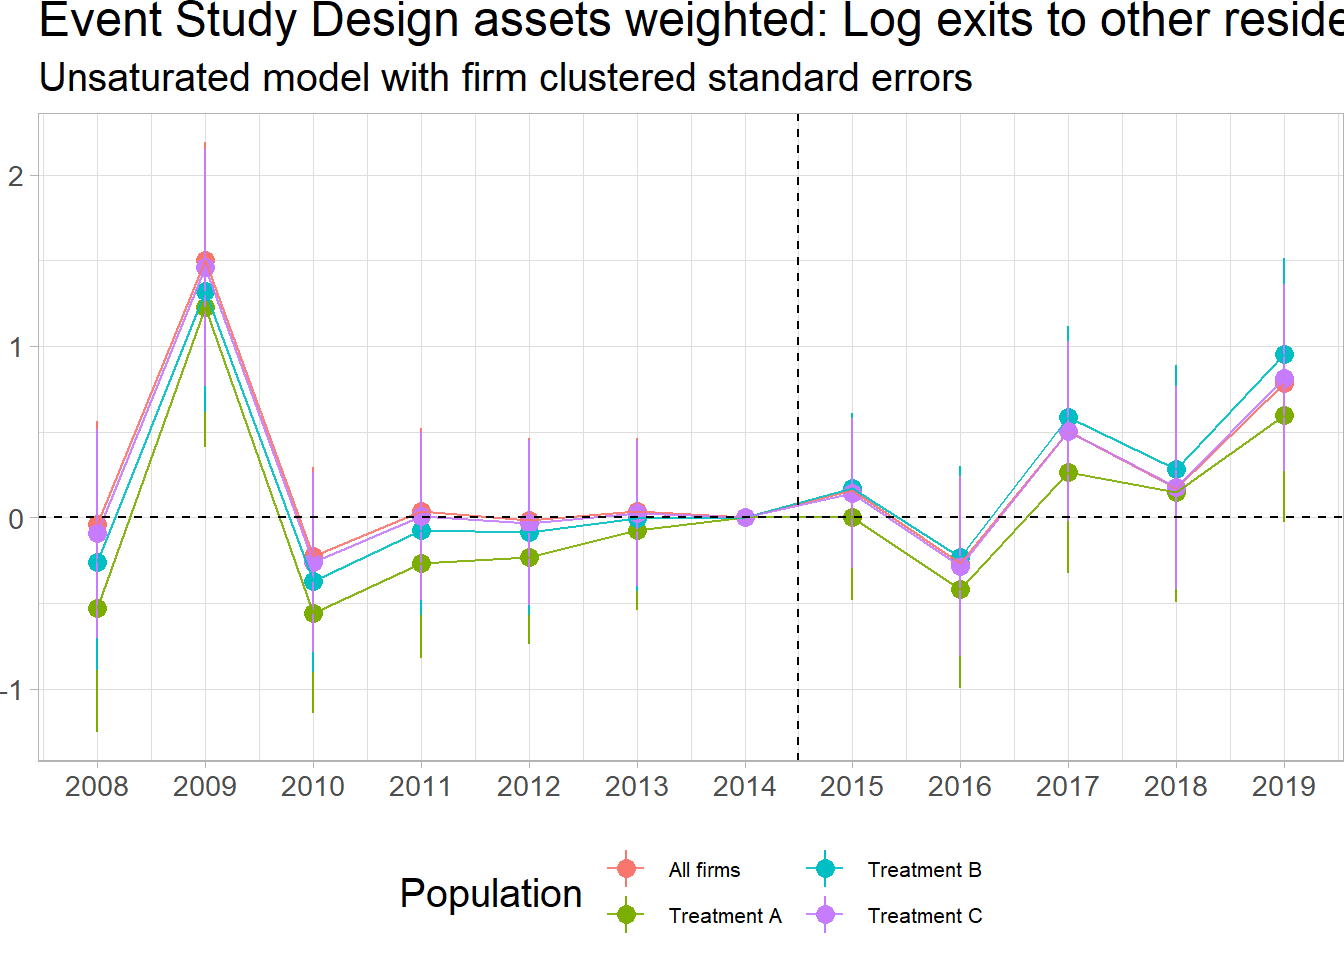 Event Study Design assets weighted: Log exits to other reside
Unsaturated model with firm clustered standard errors
2
1
0
-1
2008 2009 2010 2011 2012 2013 2014 2015 2016 2017 2018 2019
Population
All firms
Treatment A
Treatment B
Treatment C